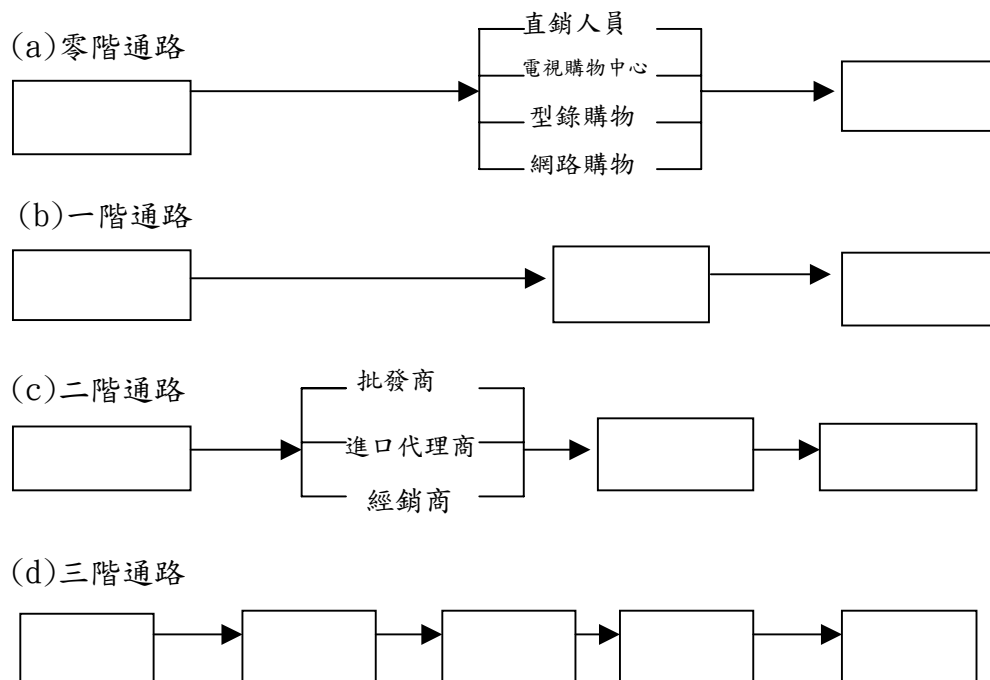 (a)零階通路
直銷人員
電視購物中心
型錄購物
網路購物
(b)一階通路
(c)二階通路
批發商
進口代理商
經銷商
(d)三階通路